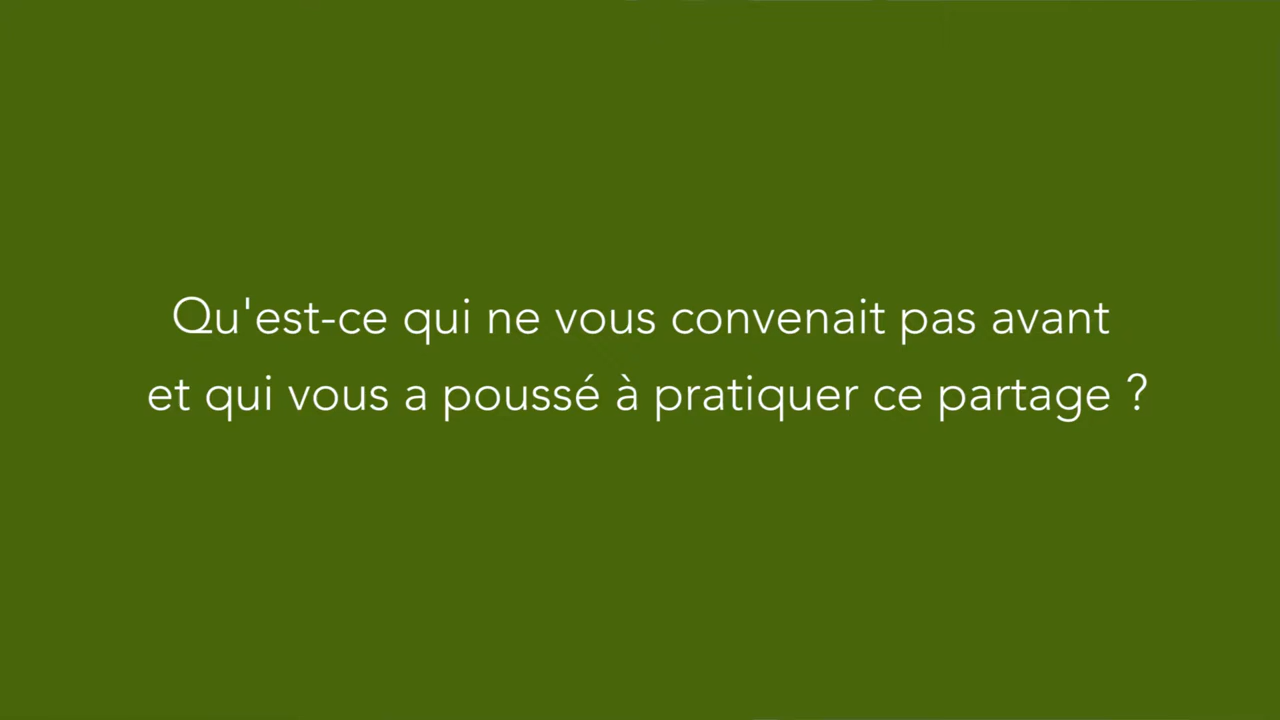 Qu'est-ce qui ne vous convenait pas avant
et qui vous a poussé à pratiquer ce partage ?